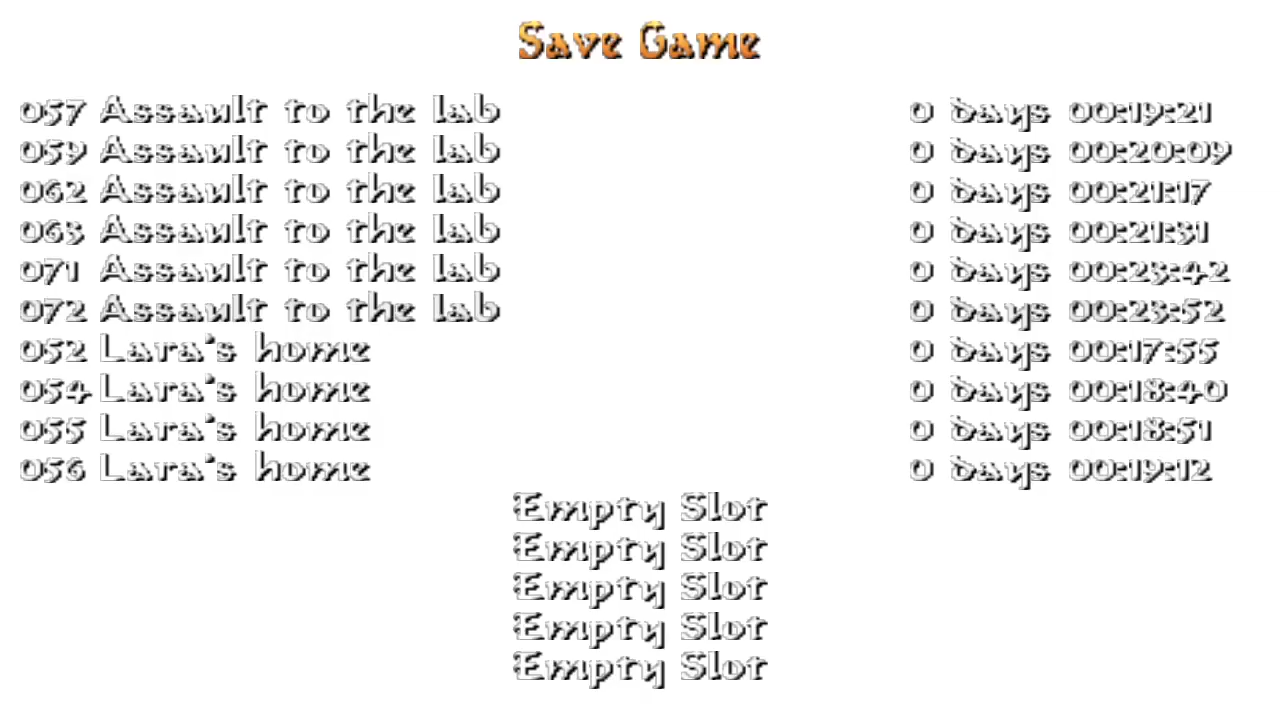 Save Game
057 Assault to the lab 0 days 00:19:21
059 Assault to the lab 0 days 00:20:09
062 Assault to the lab 0 days 00:21:17
063 Assault to the lab 0 days 00:21:31
071 Assault to the lab 0 days 00:23:42
072 Assault to the lab 0 days 00:23:52
052 Lara's home 0 days 00:17:55
054 Lara's home 0 days 00:18:40
055 Lara's home 0 days 00:18:51
056 Lara's home 0 days 00:19:12
Empty Slot
Empty Slot
Empty Slot
Empty Slot
Empty Slot